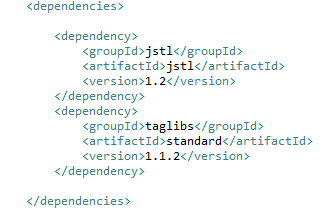 <dependencies>
<dependency>
<groupId>jstl</groupId>
<artifactId>jstl</artifactId>
<version>1.2</version>
</dependency>
<dependency>
<groupId>taglibs</groupId>
<artifactId>standard</artifactId>
<version>1.1.2</version>
</dependency>
</dependencies>